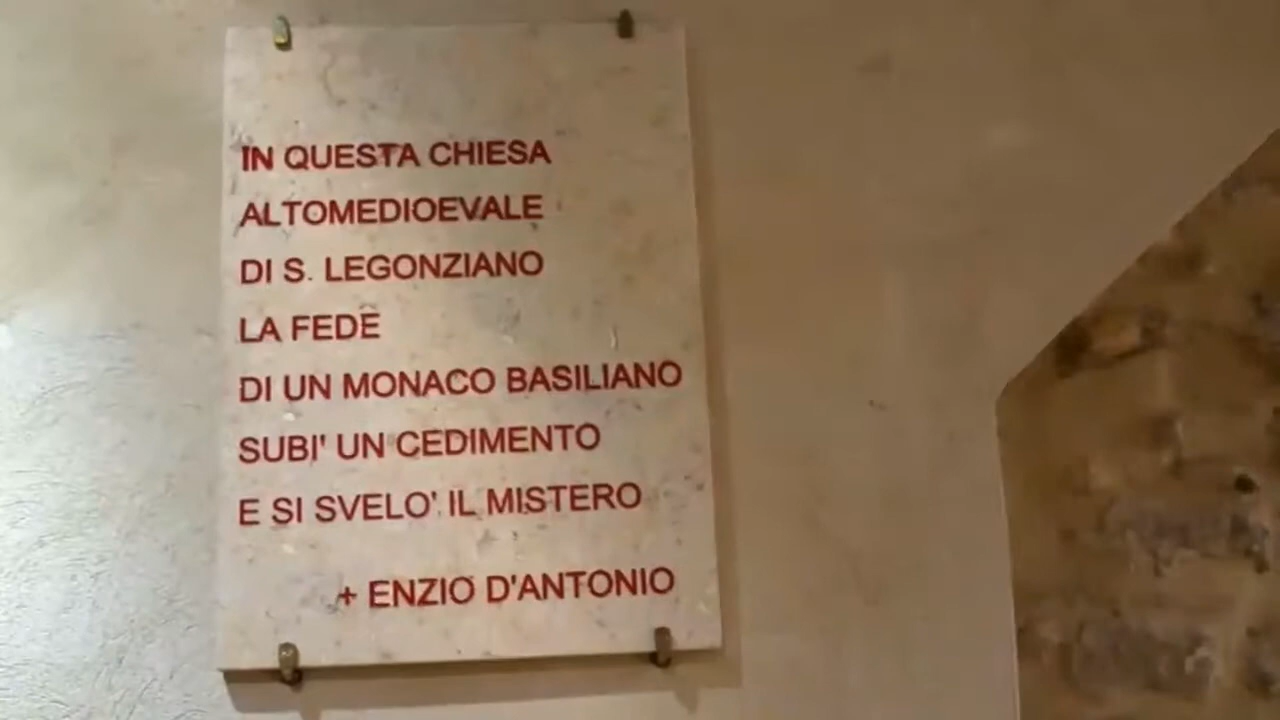 IN QUESTA CHIESA
ALTOMEDIOEVALE
DI S. LEGONZIANO
LA FEDE
DI UN MONACO BASILIANO
SUBI' UN CEDIMENTO
E SI SVELO' IL MISTERO
+ ENZIO D'ANTONIO